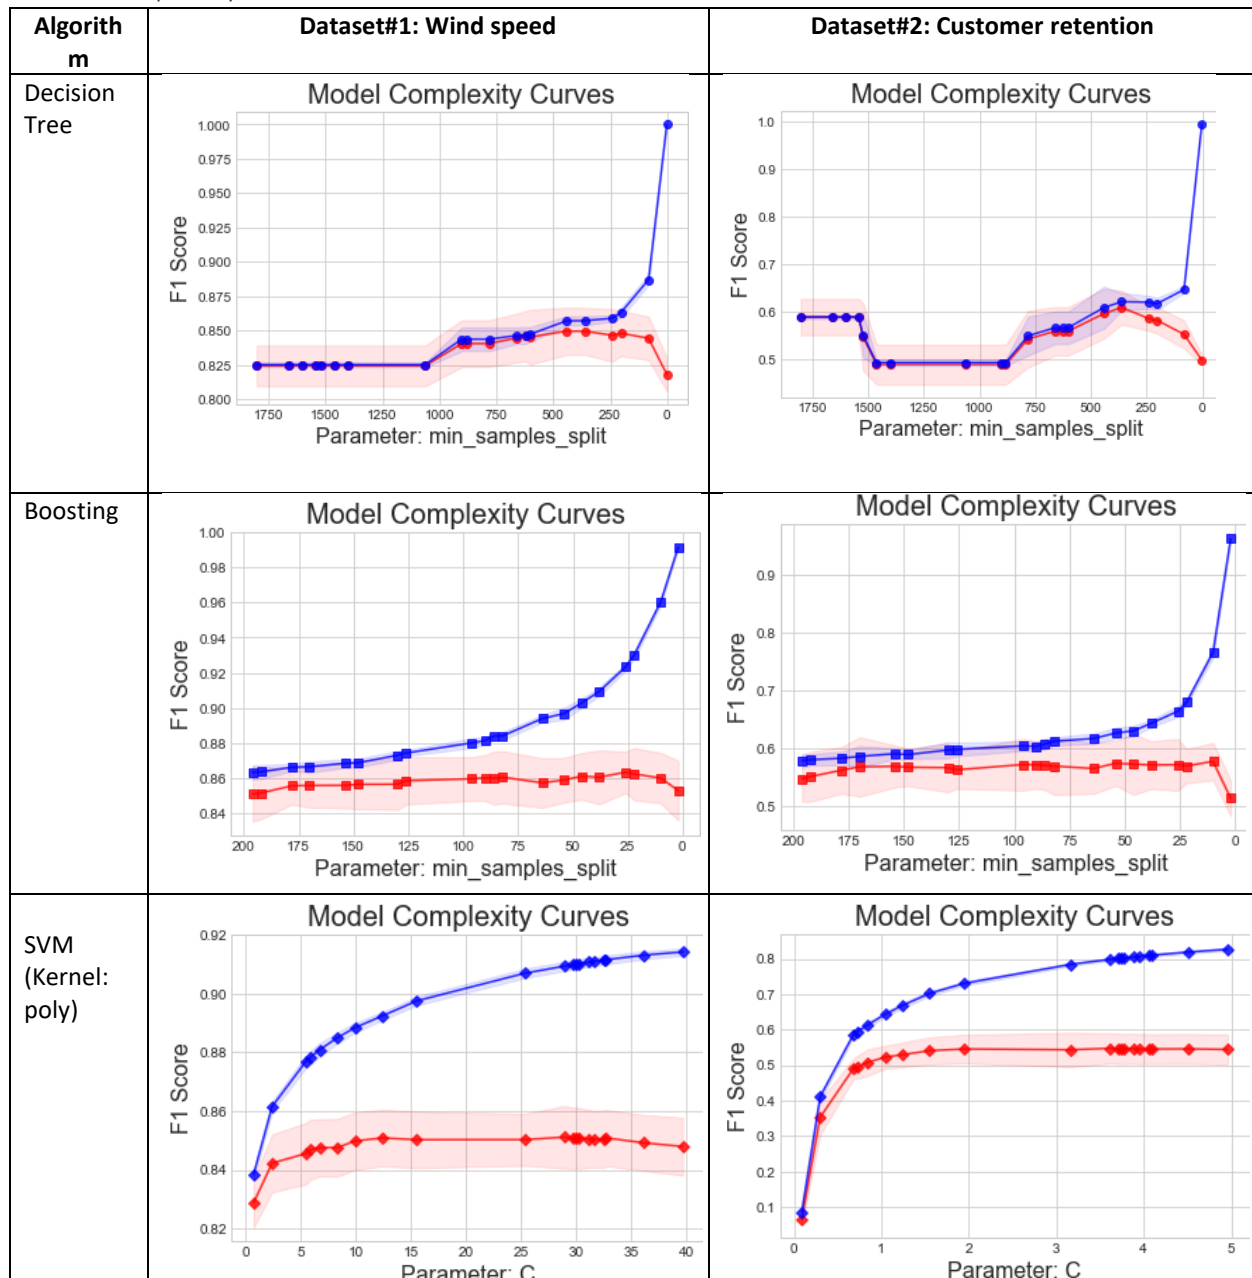 Algorith
m
Dataset#1: Wind speed
Dataset#2: Customer retention
Decision
Tree
Model Complexity Curves
1.000
0.975
0.950
0.925
0.900
0.875
0.850
0.825
0.800
F1 Score
1750 1500 1250 1000 750 500 250 0
Parameter: min_samples_split
Model Complexity Curves
1.0
0.9
0.8
0.7
0.6
0.5
F1 Score
1750 1500 1250 1000 750 500 250 0
Parameter: min_samples_split
Boosting
Model Complexity Curves
1.00
0.98
0.96
0.94
0.92
0.90
0.88
0.86
0.84
F1 Score
200 175 150 125 100 75 50 25 0
Parameter: min_samples_split
Model Complexity Curves
0.9
0.8
0.7
0.6
0.5
F1 Score
200 175 150 125 100 75 50 25 0
Parameter: min_samples_split
SVM
(Kernel:
poly)
Model Complexity Curves
0.92
0.90
0.88
0.86
0.84
0.82
F1 Score
0 5 10 15 20 25 30 35 40
Parameter: C
Model Complexity Curves
0.8
0.7
0.6
0.5
0.4
0.3
0.2
0.1
F1 Score
0 1 2 3 4 5
Parameter: C